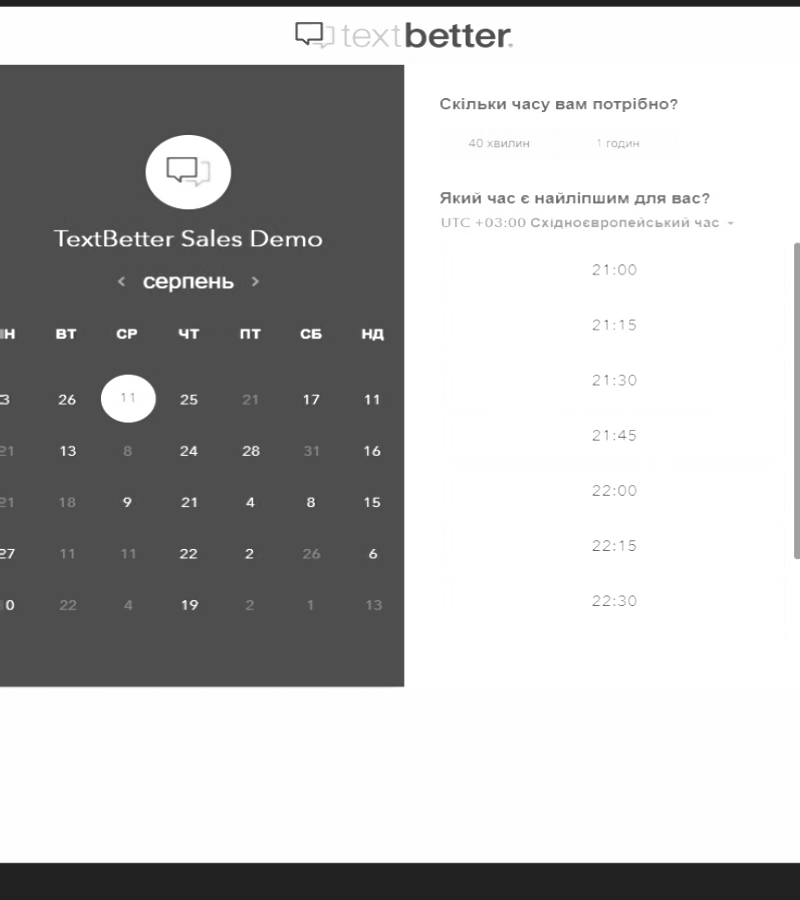 textbetter.
TextBetter Sales Demo
< серпень >
Н ВТ СР ЧТ ПТ СБ НД
3 26 11 25 21 17 11
21 13 8 24 28 31 16
21 18 9 21 4 8 15
27 11 11 22 2 26 6
0 22 4 19 2 1 13
Скільки часу вам потрібно?
40 хвилин 1 годин
Який час є найліпшим для вас?
UTC +03:00 Східноєвропейський час
21:00
21:15
21:30
21:45
22:00
22:15
22:30